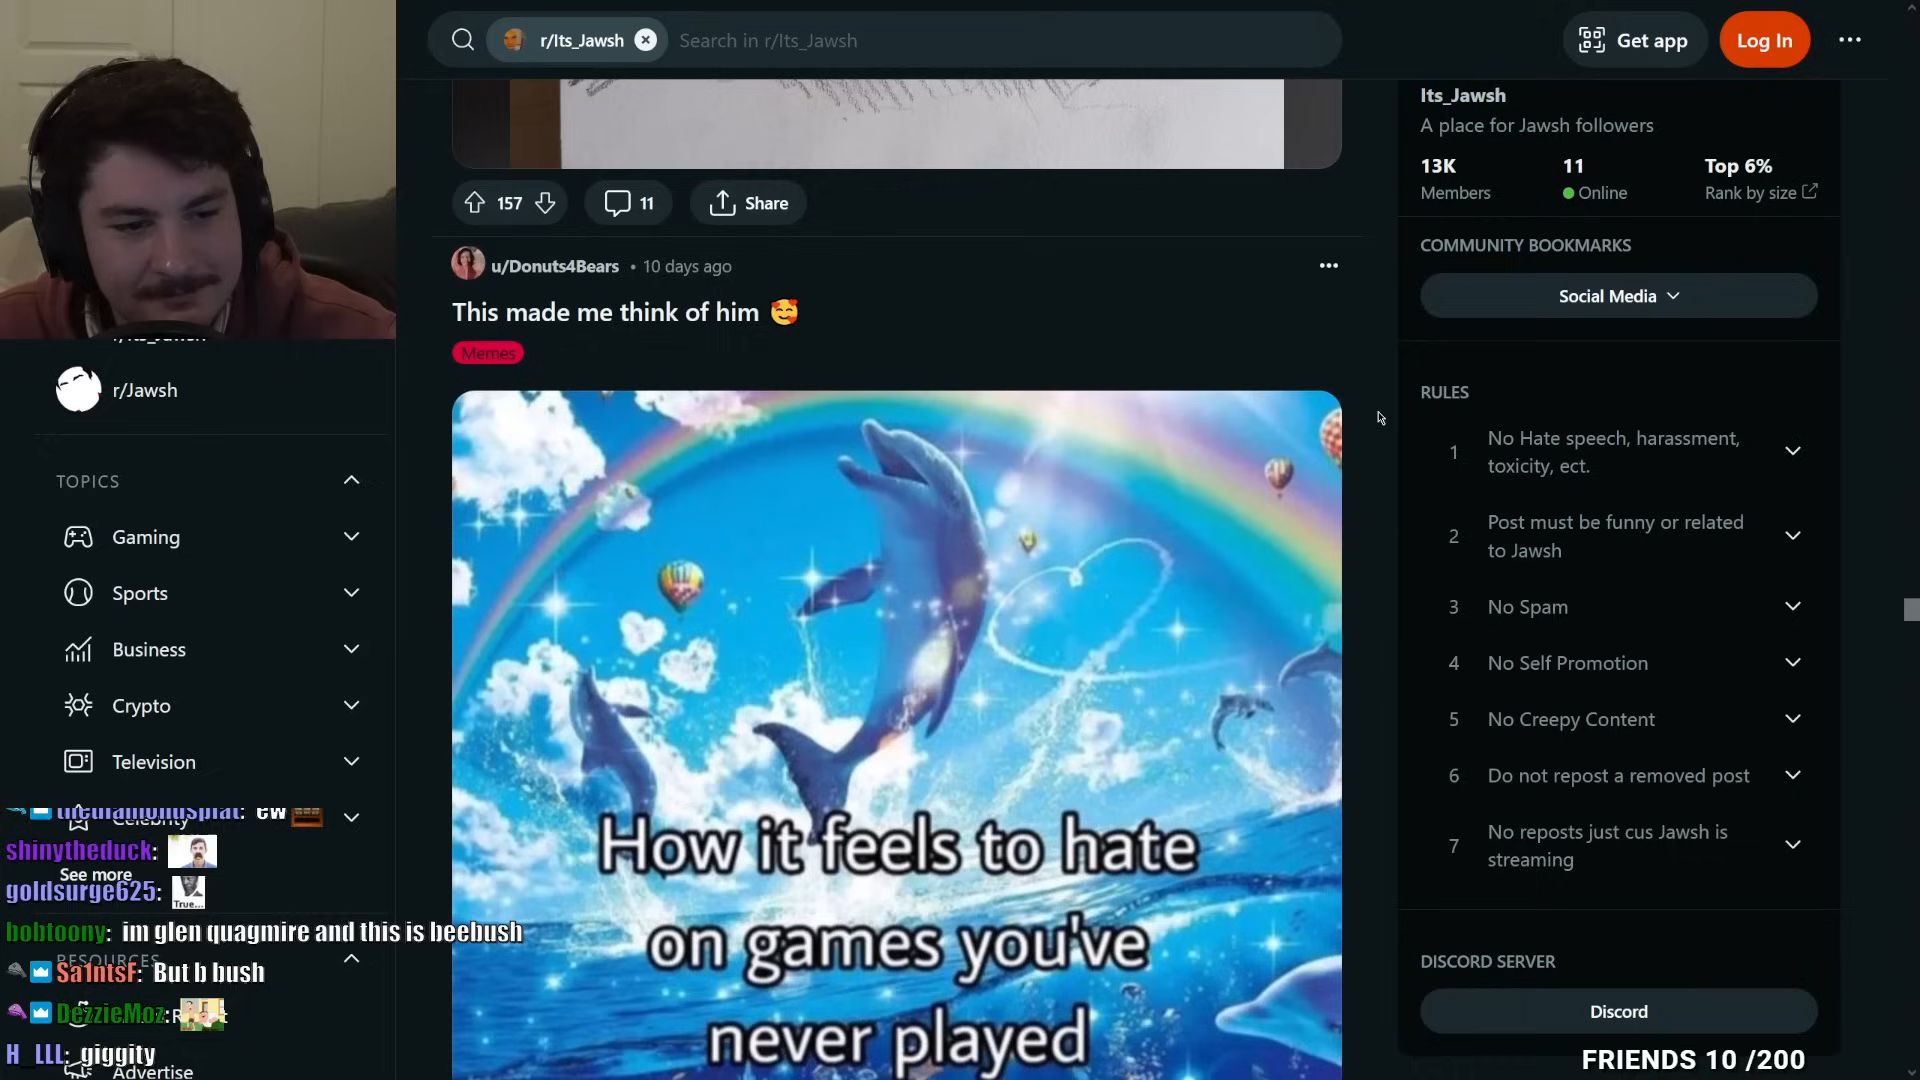 r/Its_Jawsh
Search in r/Its_Jawsh
Get app
Log In
157
11
Share
u/Donuts4Bears • 10 days ago
This made me think of him 🥰
Memes
How it feels to hate
on games you've
never played
r/Jawsh
TOPICS
Gaming
Sports
Business
Crypto
Television
Celebrity
See more
RESOURCES
Advertise
thediamondsplat: ew
shinytheduck:
goldsurge625:
True...
bobtoony: im glen quagmire and this is beebush
Sa1ntsF: But b bush
DezzieMoz:
H_LLL: giggity
Its_Jawsh
A place for Jawsh followers
13K
Members
11
Online
Top 6%
Rank by size
COMMUNITY BOOKMARKS
Social Media
RULES
1
No Hate speech, harassment,
toxicity, ect.
2
Post must be funny or related
to Jawsh
3
No Spam
4
No Self Promotion
5
No Creepy Content
6
Do not repost a removed post
7
No reposts just cus Jawsh is
streaming
DISCORD SERVER
Discord
FRIENDS 10 /200